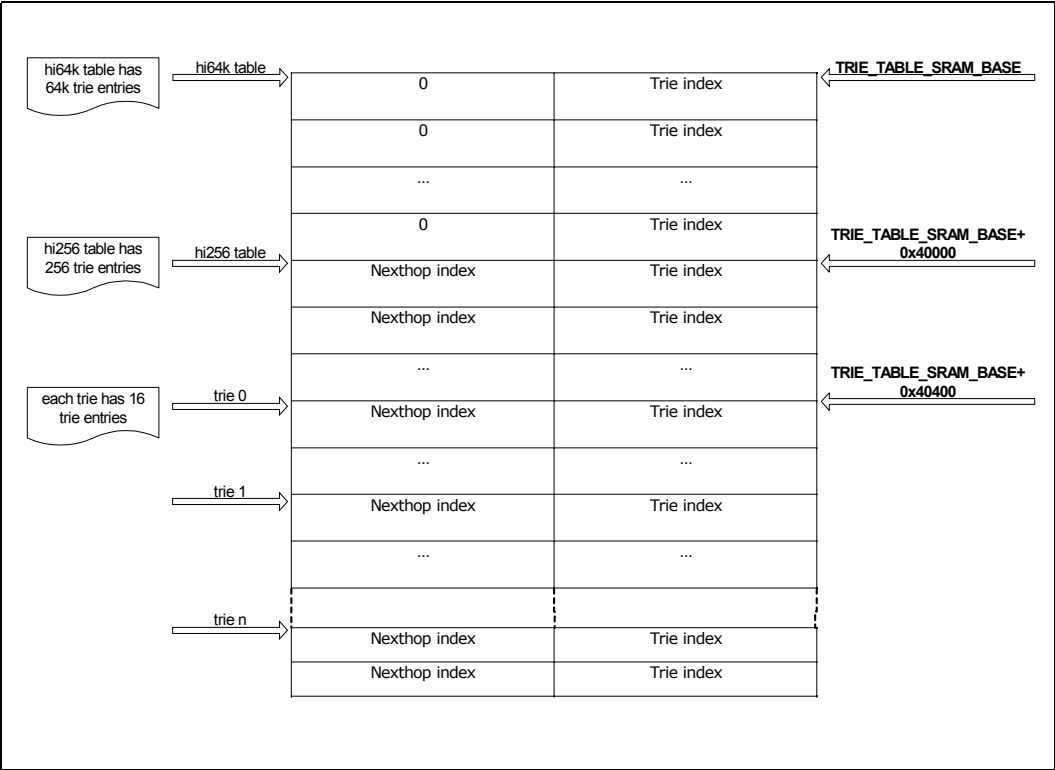 hi64k table has
64k trie entries
hi64k table
0
Trie index
TRIE_TABLE_SRAM_BASE
0
Trie index
...
...
0
Trie index
hi256 table has
256 trie entries
hi256 table
Nexthop index
Trie index
TRIE_TABLE_SRAM_BASE+
0x40000
Nexthop index
Trie index
...
...
each trie has 16
trie entries
trie 0
Nexthop index
Trie index
TRIE_TABLE_SRAM_BASE+
0x40400
...
...
trie 1
Nexthop index
Trie index
...
...
trie n
Nexthop index
Trie index
Nexthop index
Trie index